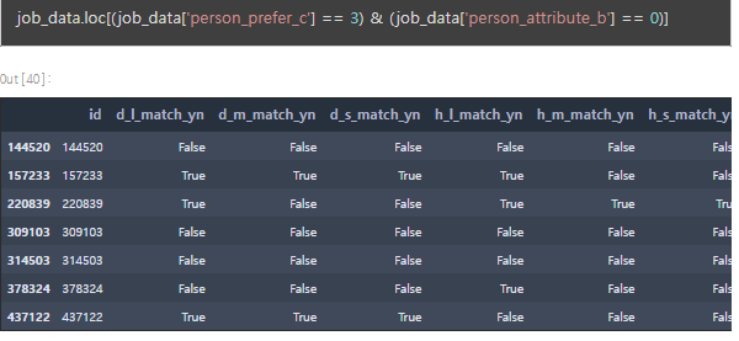 job_data.loc[(job_data['person_prefer_c'] == 3) & (job_data['person_attribute_b'] == 0)]
Out[40]:
id d_l_match_yn d_m_match_yn d_s_match_yn h_l_match_yn h_m_match_yn h_s_match_y
144520 144520 False False False False False Fals
157233 157233 True True True True False Fals
220839 220839 True False False True True Tru
309103 309103 False False False False False Fals
314503 314503 False False False False False Fals
378324 378324 False False False True False Fals
437122 437122 True True True False False Fals